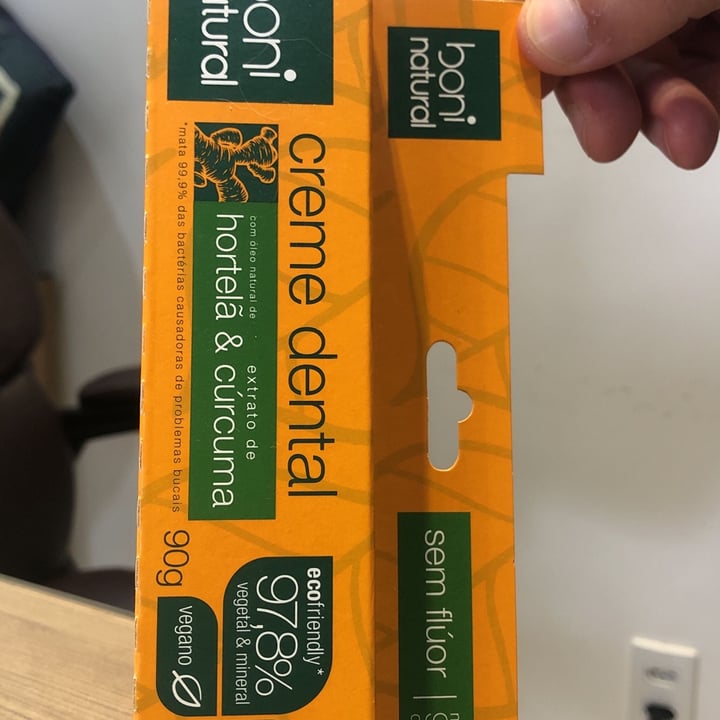 boni
natural
sem flúor
boni
natural
creme dental
com óleo natural de
extrato de
hortelã & cúrcuma
*mata 99,9% das bactérias causadoras de problemas bucais
90g
ecofriendly*
97,8%
vegetal & mineral
vegano